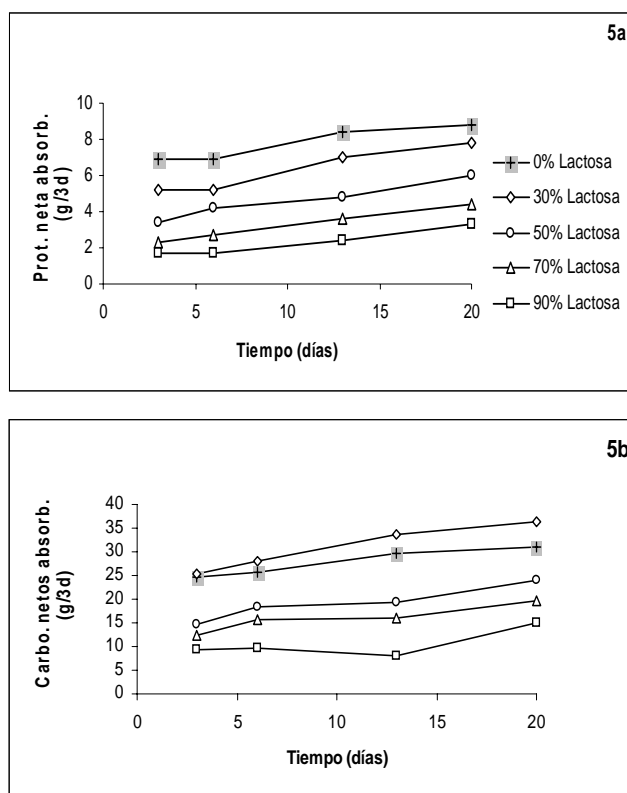 5a
10
8
6
4
2
0
0 5 10 15 20
Prot. neta absorb.
(g/3d)
Tiempo (días)
0% Lactosa
30% Lactosa
50% Lactosa
70% Lactosa
90% Lactosa
5b
40
35
30
25
20
15
10
5
0
0 5 10 15 20
Carbo. netos absorb.
(g/3d)
Tiempo (días)